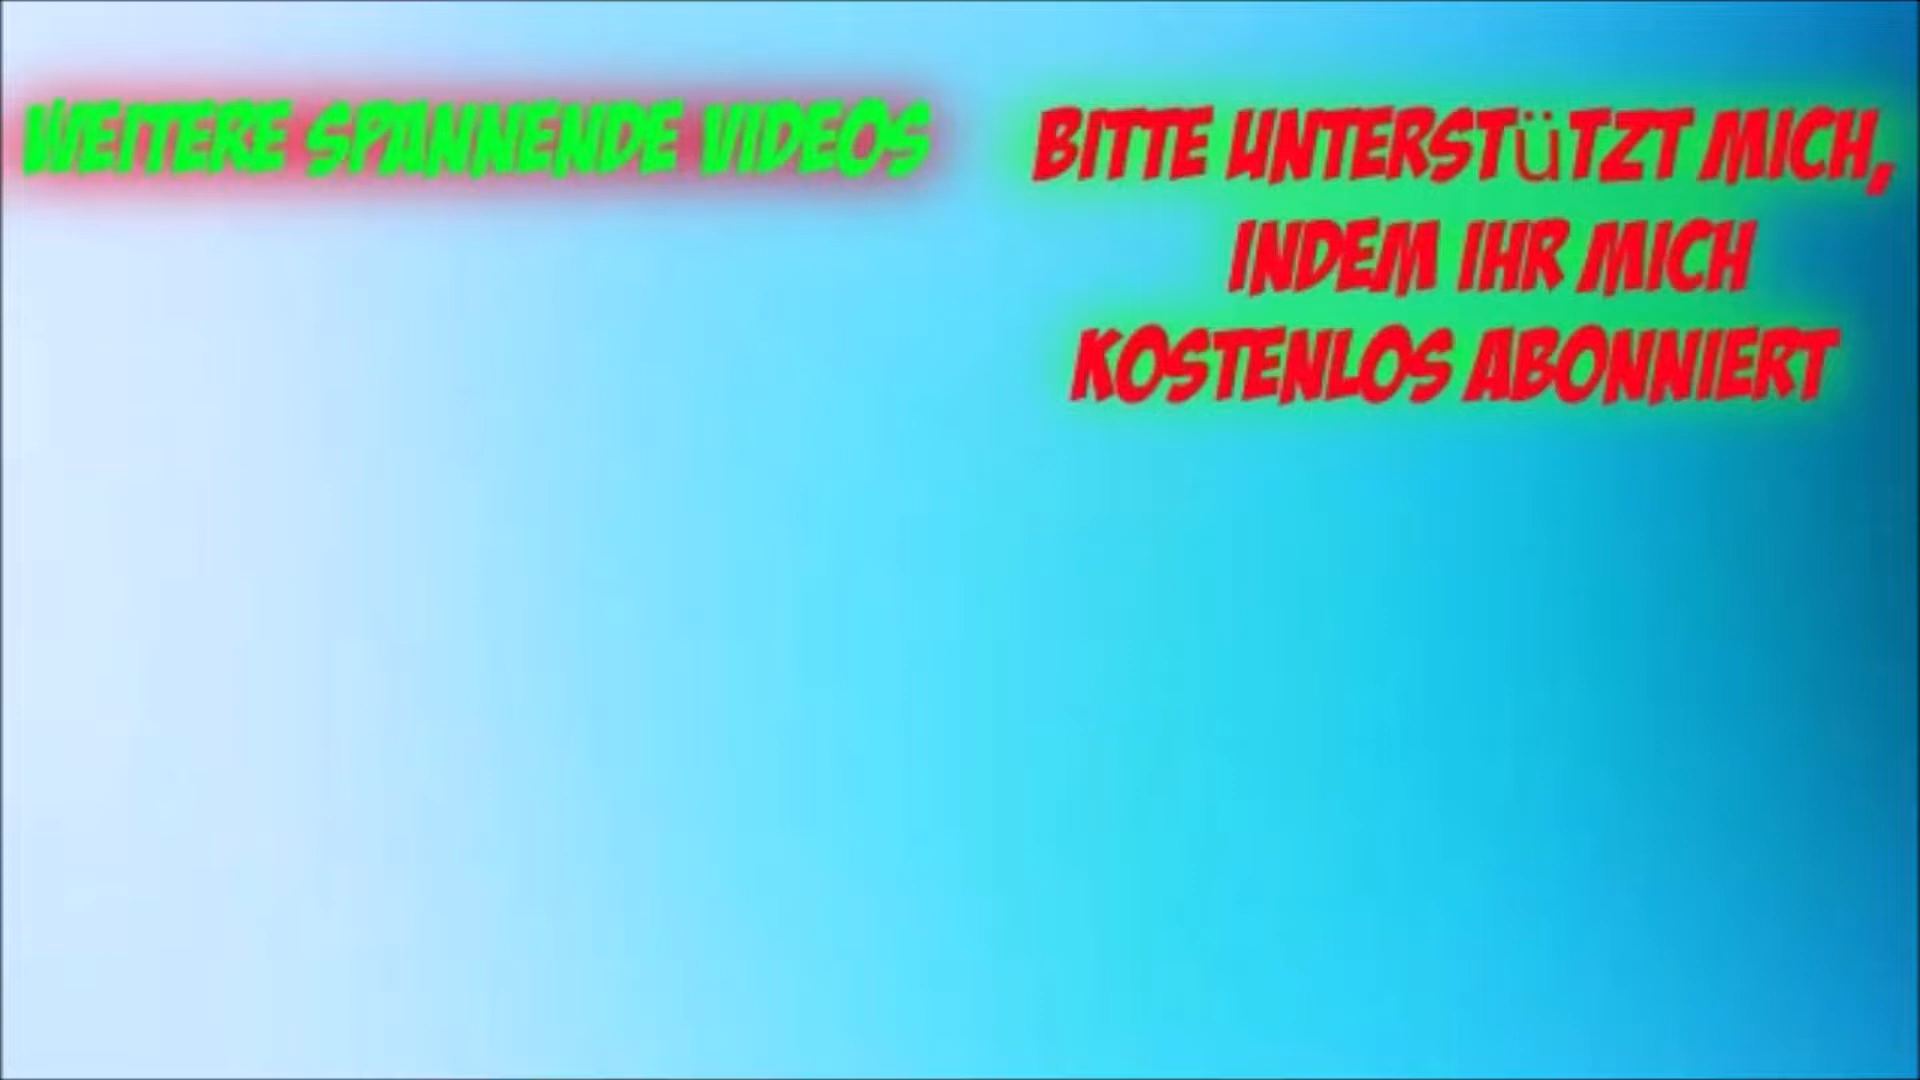 WEITERE SPANNENDE VIDEOS
BITTE UNTERSTüTZT MICH,
INDEM IHR MICH
KOSTENLOS ABONNIERT